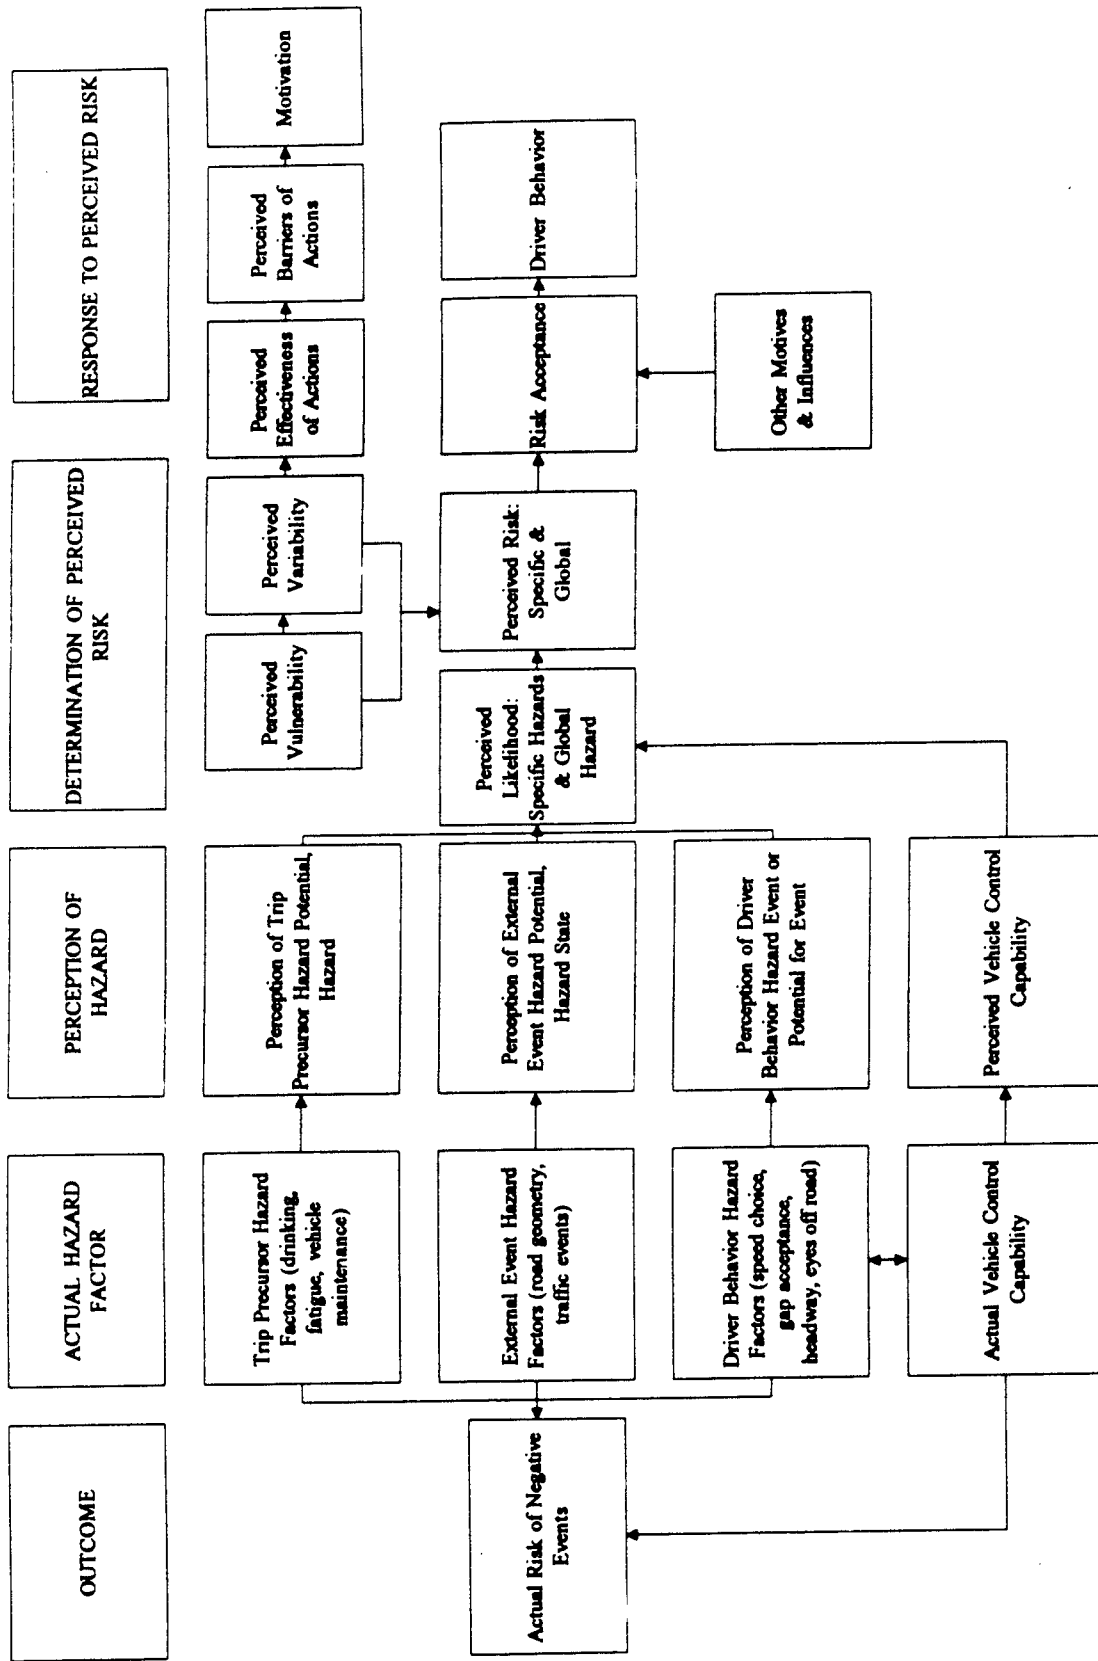 OUTCOME
ACTUAL HAZARD
FACTOR
PERCEPTION OF
HAZARD
DETERMINATION OF PERCEIVED
RISK
RESPONSE TO PERCEIVED RISK
Trip Precursor Hazard
Factors (drinking,
fatigue, vehicle
maintenance)
Perception of Trip
Precursor Hazard Potential,
Hazard
Perceived
Vulnerability
Perceived
Variability
Perceived
Effectiveness
of Actions
Perceived
Barriers of
Actions
Motivation
Actual Risk of Negative
Events
External Event Hazard
Factors (road geometry,
traffic events)
Perception of External
Event Hazard Potential,
Hazard State
Perceived
Likelihood:
Specific Hazards
& Global
Hazard
Perceived Risk:
Specific &
Global
Risk Acceptance
Driver Behavior
Driver Behavior Hazard
Factors (speed choice,
gap acceptance,
headway, eyes off road)
Perception of Driver
Behavior Hazard Event or
Potential for Event
Other Motives
& Influences
Actual Vehicle Control
Capability
Perceived Vehicle Control
Capability